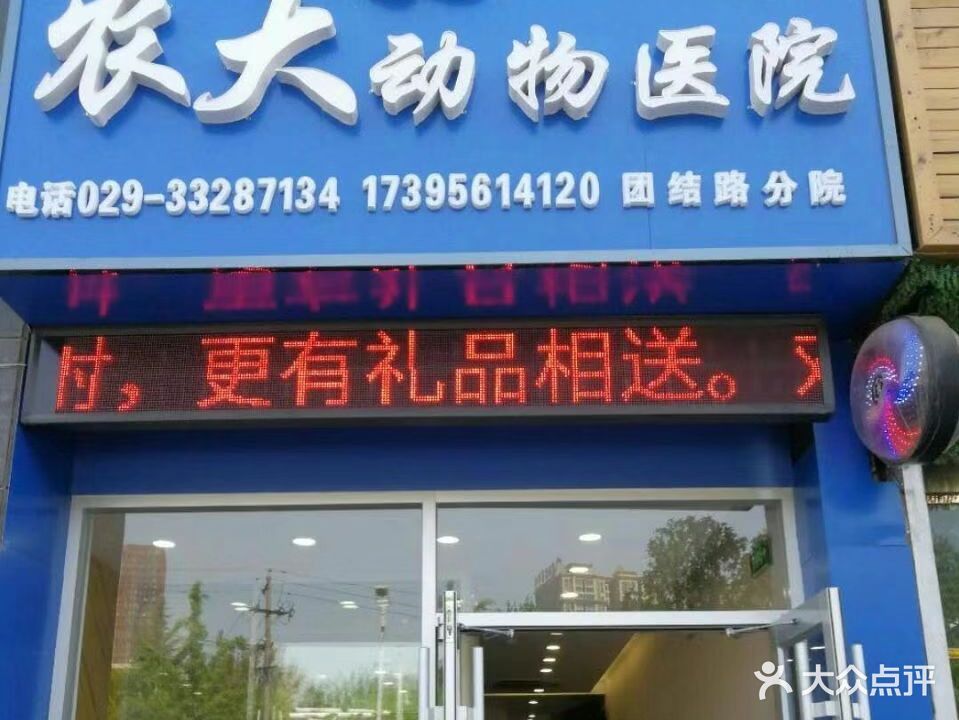 农大动物医院
电话029-33287134 17395614120 团结路分院
付，更有礼品相送。
大众点评